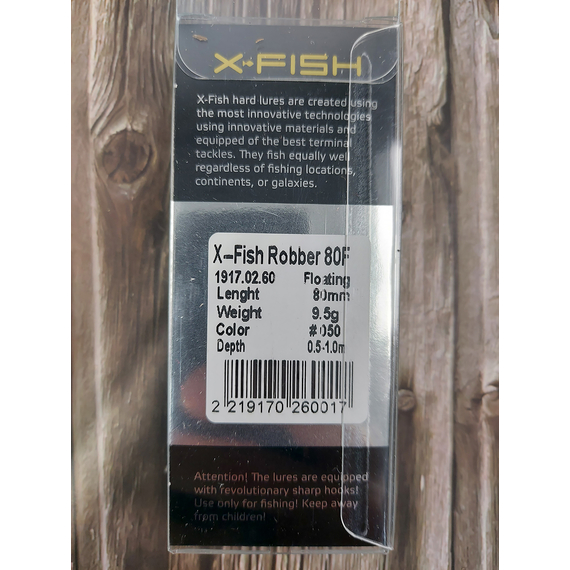 X-FISH
X-Fish hard lures are created using
the most innovative technologies
using innovative materials and
equipped of the best terminal
tackles. They fish equally well
regardless of fishing locations,
continents, or galaxies.
X-Fish Robber 80F
1917.02.60 Floating
Lenght 80mm
Weight 9.5g
Color #050
Depth 0.5-1.0m
2 219170 260017
Attention! The lures are equipped
with revolutionary sharp hooks!
Use only for fishing! Keep away
from children!